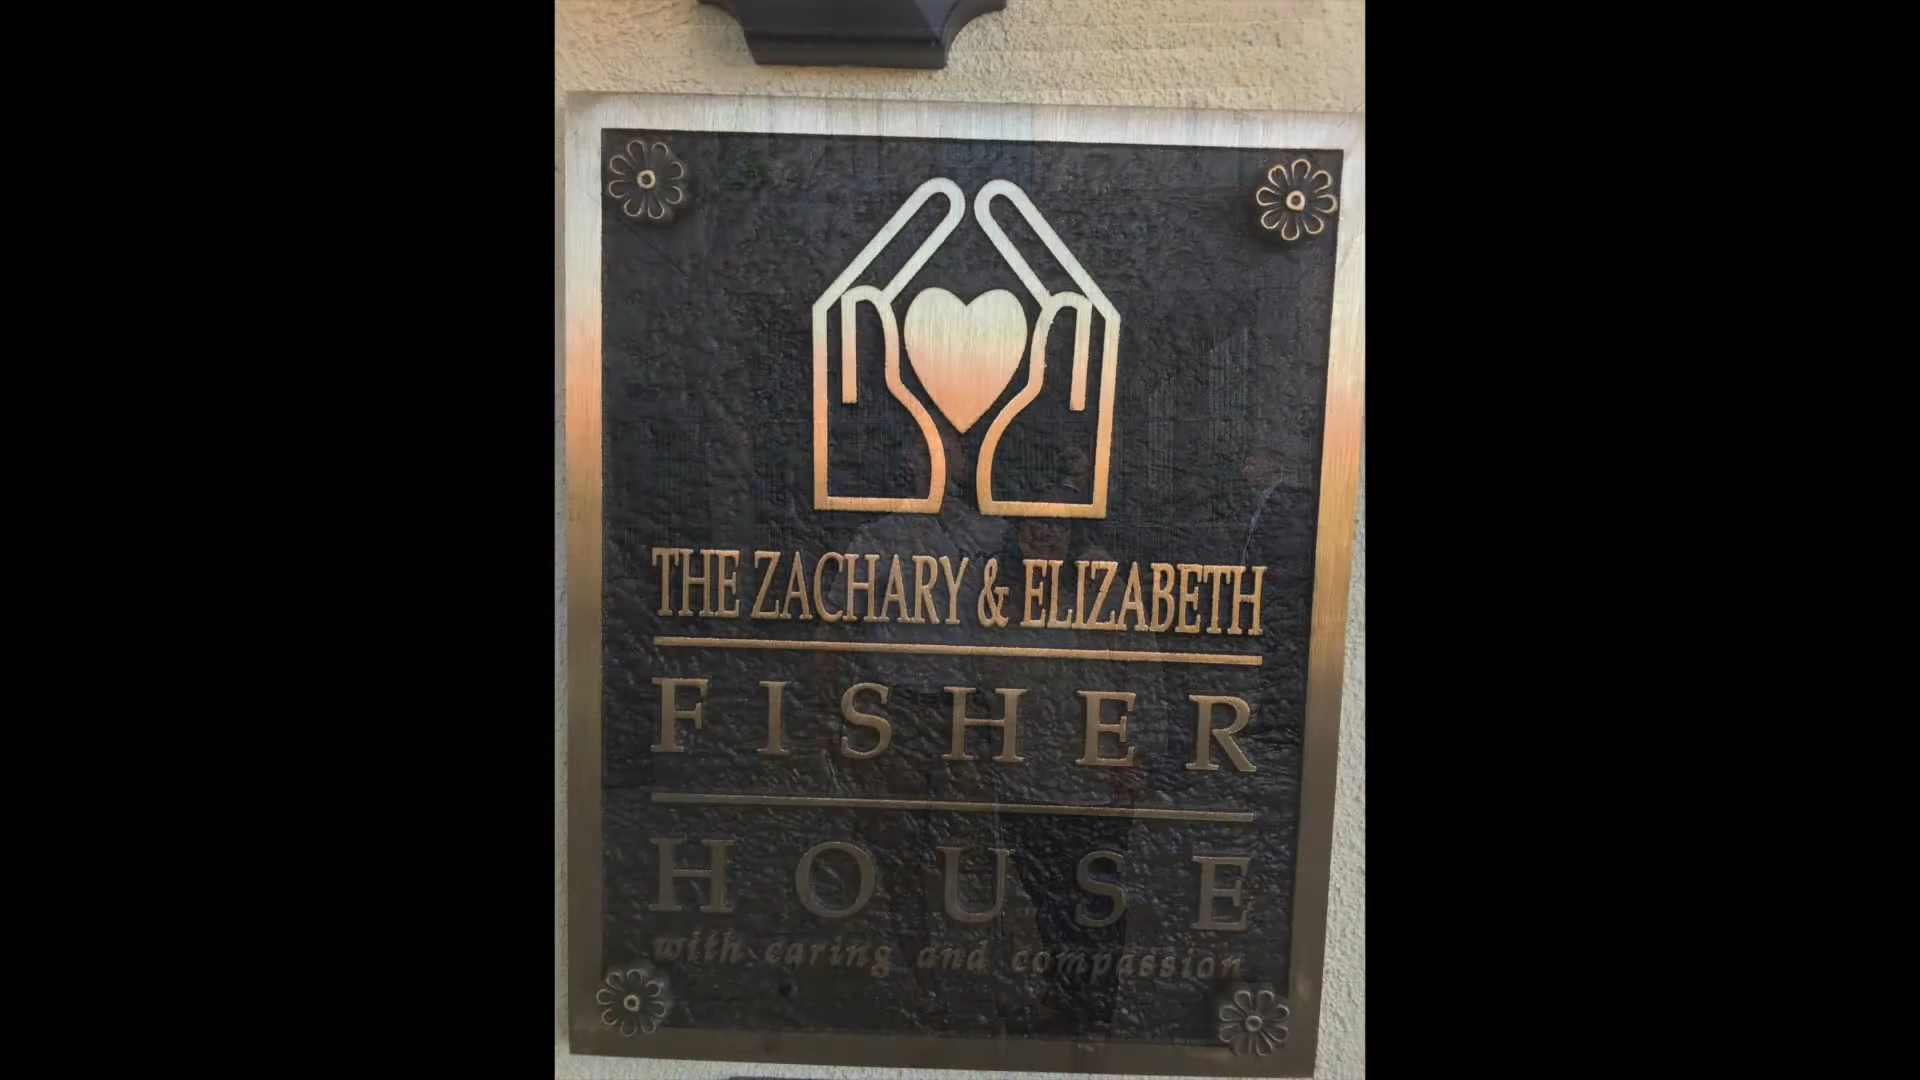 THE ZACHARY & ELIZABETH
FISHER
HOUSE
with caring and compassion